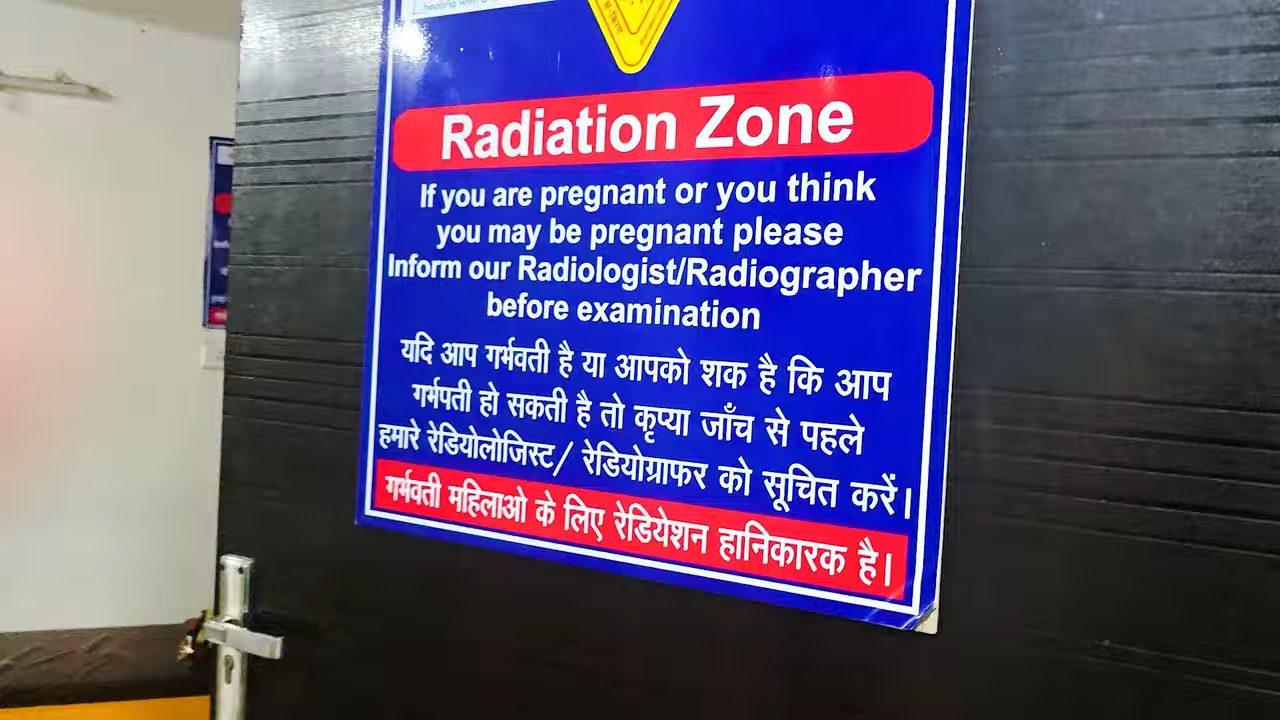 healing with
Radiation Zone
If you are pregnant or you think
you may be pregnant please
Inform our Radiologist/Radiographer
before examination
यदि आप गर्भवती है या आपको शक है कि आप
गर्भपती हो सकती है तो कृप्या जाँच से पहले
हमारे रेडियोलोजिस्ट/ रेडियोग्राफर को सूचित करें।
गर्भवती महिलाओ के लिए रेडियेशन हानिकारक है।